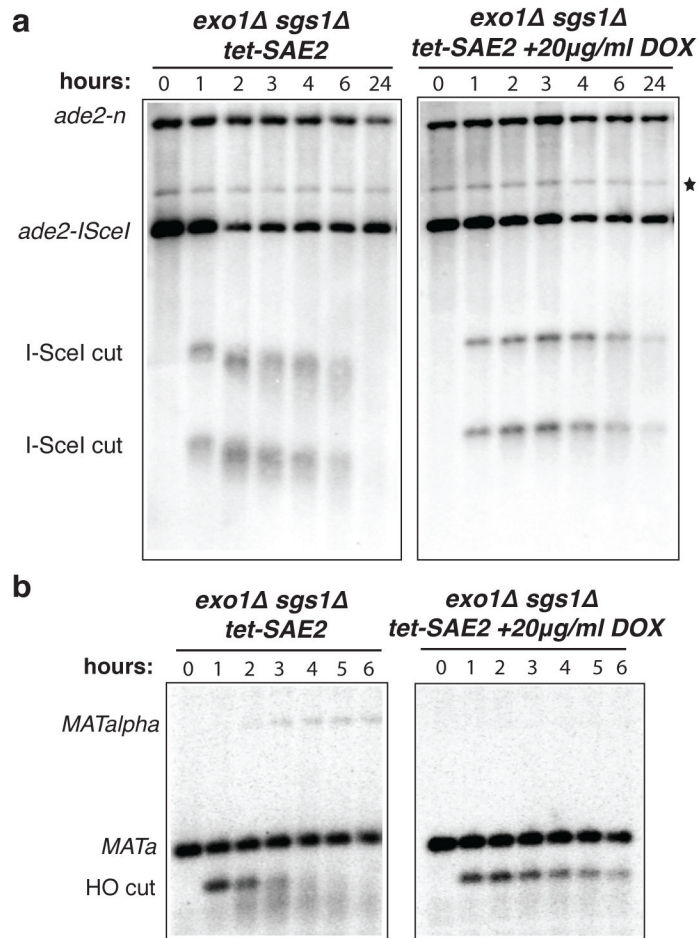 a
exo1Δ sgs1Δ
tet-SAE2
exo1Δ sgs1Δ
tet-SAE2 +20µg/ml DOX
hours: 0 1 2 3 4 6 24
0 1 2 3 4 6 24
ade2-n
ade2-ISceI
I-SceI cut
I-SceI cut
b
exo1Δ sgs1Δ
tet-SAE2
exo1Δ sgs1Δ
tet-SAE2 +20µg/ml DOX
hours: 0 1 2 3 4 5 6
0 1 2 3 4 5 6
MATalpha
MATa
HO cut